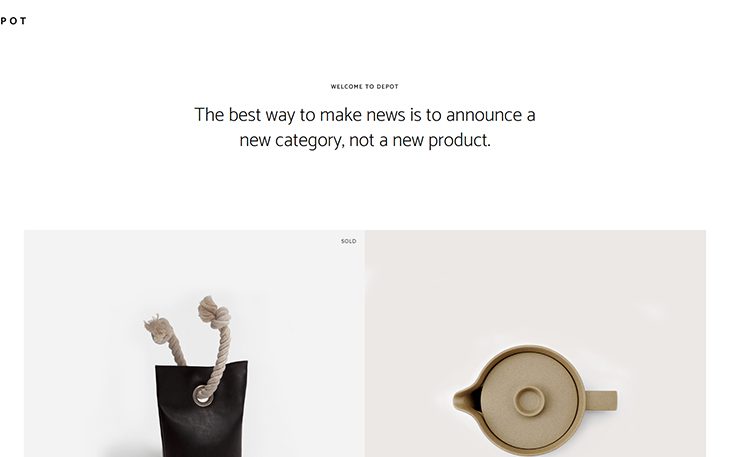 POT
WELCOME TO DEPOT
The best way to make news is to announce a
new category, not a new product.
SOLD